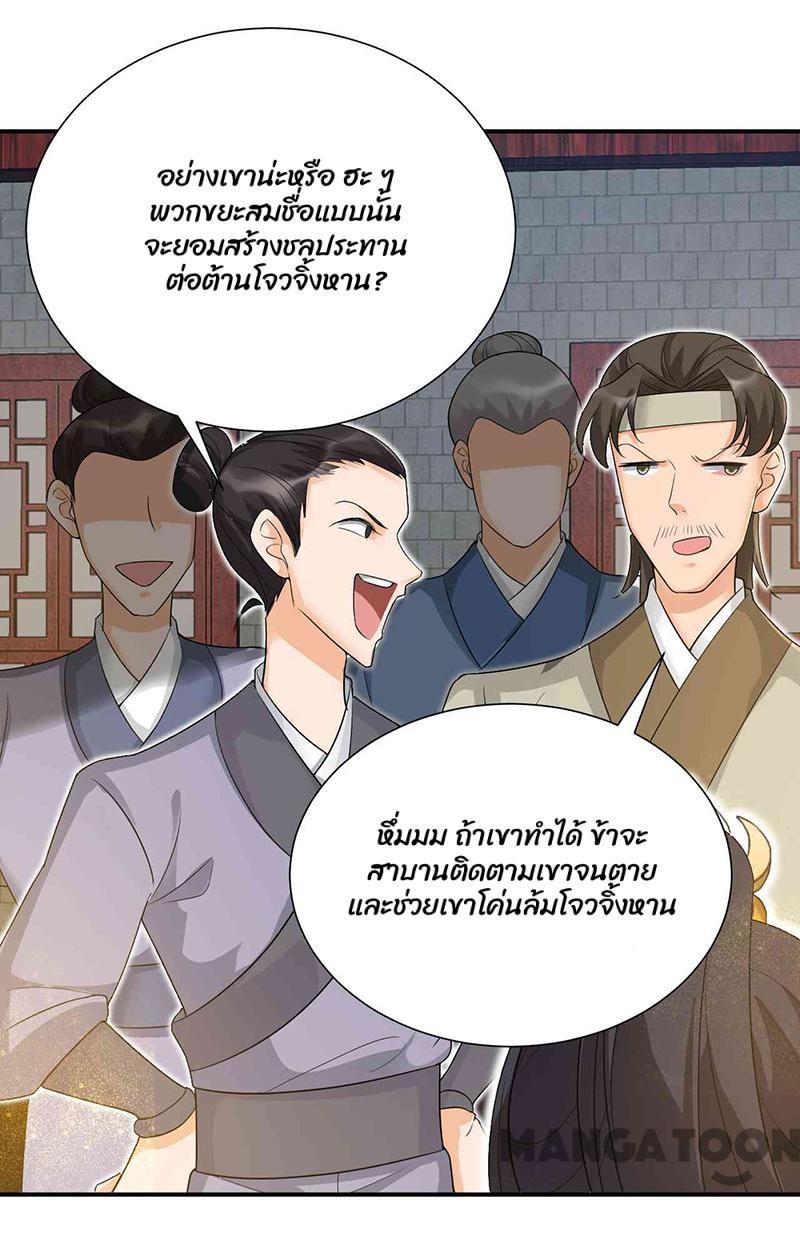 อย่างเขาน่ะหรือ ฮะ ๆ
พวกขยะสมชื่อแบบนั้น
จะยอมสร้างชลประทาน
ต่อต้านโจวจิ้งหาน?
หึ่มมม ถ้าเขาทำได้ ข้าจะ
สาบานติดตามเขาจนตาย
และช่วยเขาโค่นล้มโจวจิ้งหาน
MANGATOON